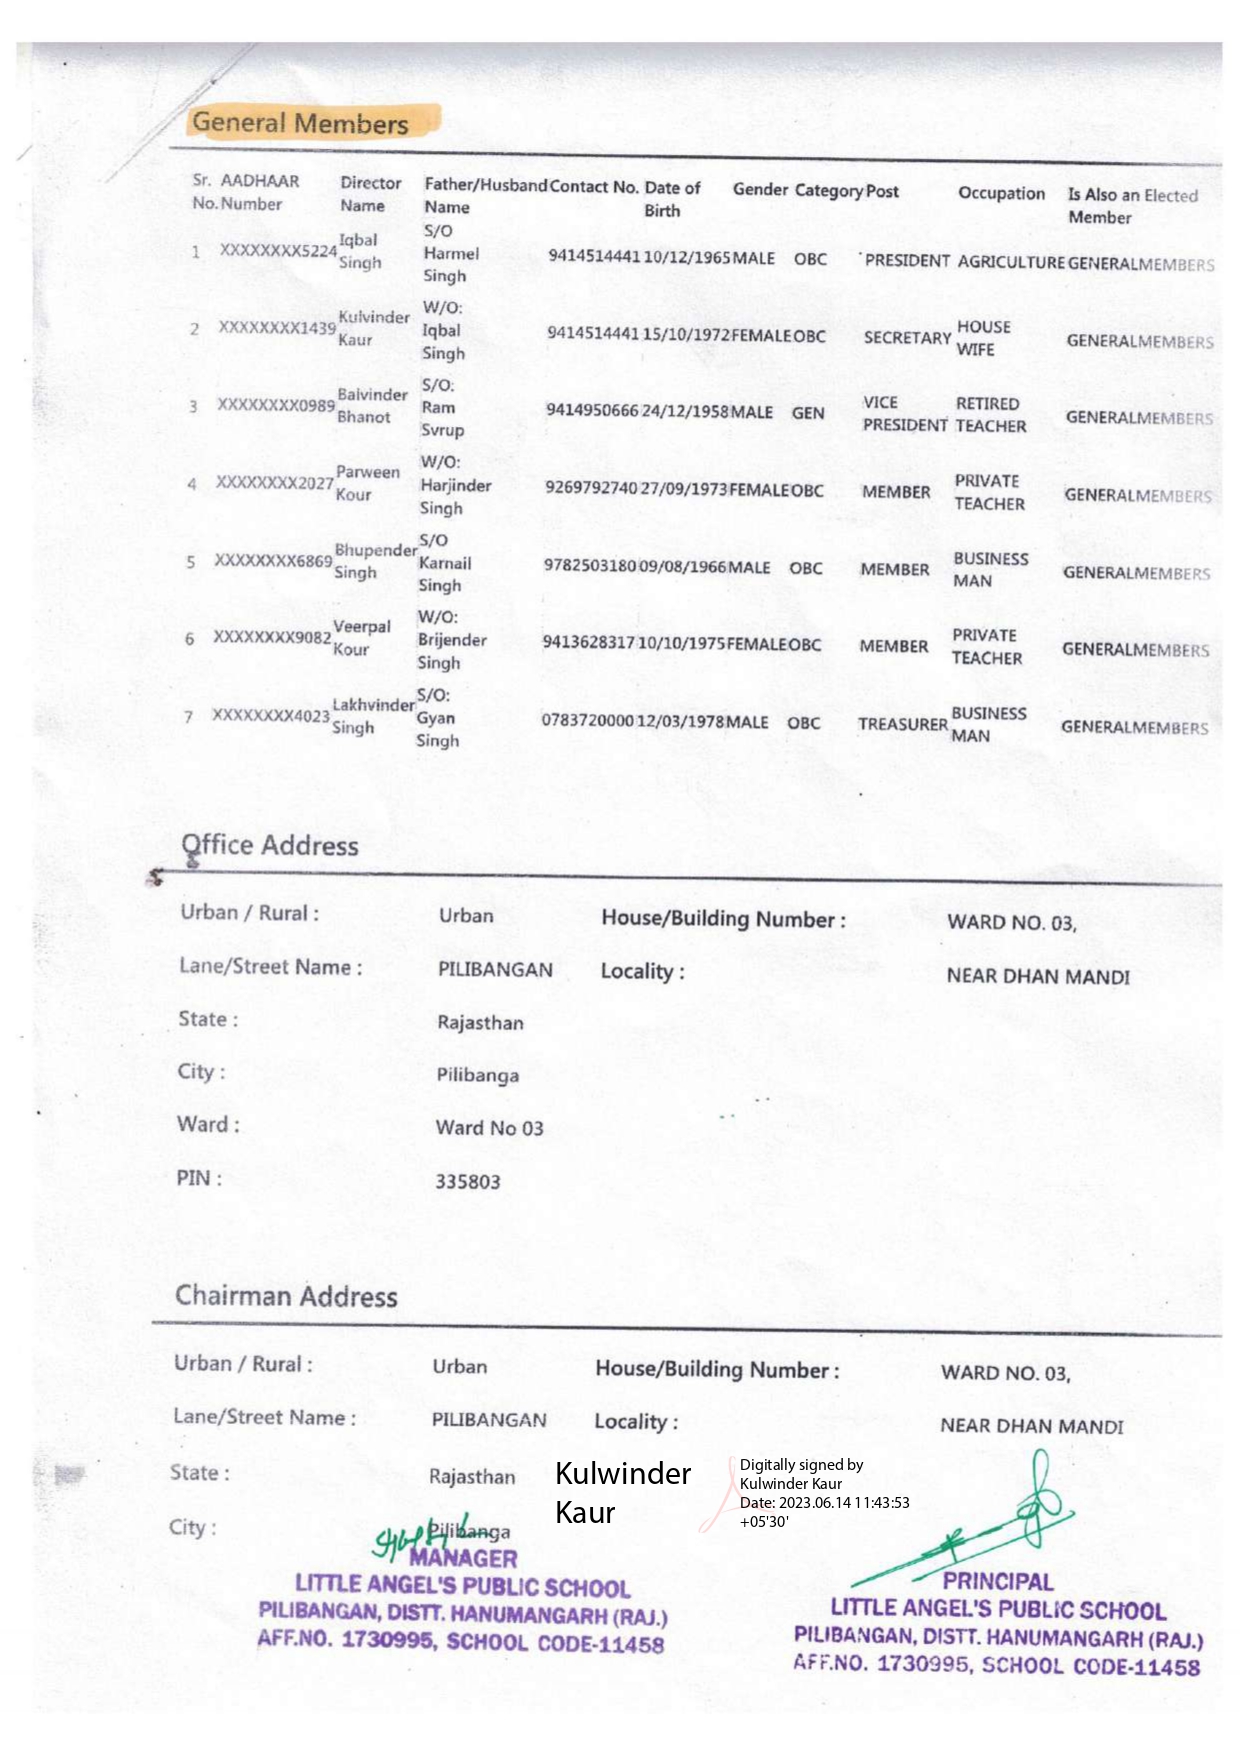 General Members
Sr. No. AADHAAR Number Director Name Father/Husband Name Contact No. Date of Birth Gender Category Post Occupation Is Also an Elected Member
1 XXXXXXXX5224 Iqbal Singh S/O Harmel Singh 9414514441 10/12/1965 MALE OBC PRESIDENT AGRICULTURE GENERALMEMBERS
2 XXXXXXXX1439 Kulvinder Kaur W/O: Iqbal Singh 9414514441 15/10/1972 FEMALE OBC SECRETARY HOUSE WIFE GENERALMEMBERS
3 XXXXXXXX0989 Balvinder Bhanot S/O: Ram Svrup 9414950666 24/12/1958 MALE GEN VICE PRESIDENT RETIRED TEACHER GENERALMEMBERS
4 XXXXXXXX2027 Parween Kour W/O: Harjinder Singh 9269792740 27/09/1973 FEMALE OBC MEMBER PRIVATE TEACHER GENERALMEMBERS
5 XXXXXXXX6869 Bhupender Singh S/O Karnail Singh 9782503180 09/08/1966 MALE OBC MEMBER BUSINESS MAN GENERALMEMBERS
6 XXXXXXXX9082 Veerpal Kour W/O: Brijender Singh 9413628317 10/10/1975 FEMALE OBC MEMBER PRIVATE TEACHER GENERALMEMBERS
7 XXXXXXXX4023 Lakhvinder Singh S/O: Gyan Singh 0783720000 12/03/1978 MALE OBC TREASURER BUSINESS MAN GENERALMEMBERS
Office Address
Urban / Rural : Urban House/Building Number : WARD NO. 03,
Lane/Street Name : PILIBANGAN Locality : NEAR DHAN MANDI
State : Rajasthan
City : Pilibanga
Ward : Ward No 03
PIN : 335803
Chairman Address
Urban / Rural : Urban House/Building Number : WARD NO. 03,
Lane/Street Name : PILIBANGAN Locality : NEAR DHAN MANDI
State : Rajasthan
City : Pilibanga
Kulwinder
Kaur
Digitally signed by
Kulwinder Kaur
Date: 2023.06.14 11:43:53
+05'30'
MANAGER
LITTLE ANGEL'S PUBLIC SCHOOL
PILIBANGAN, DISTT. HANUMANGARH (RAJ.)
AFF.NO. 1730995, SCHOOL CODE-11458
PRINCIPAL
LITTLE ANGEL'S PUBLIC SCHOOL
PILIBANGAN, DISTT. HANUMANGARH (RAJ.)
AFF.NO. 1730995, SCHOOL CODE-11458